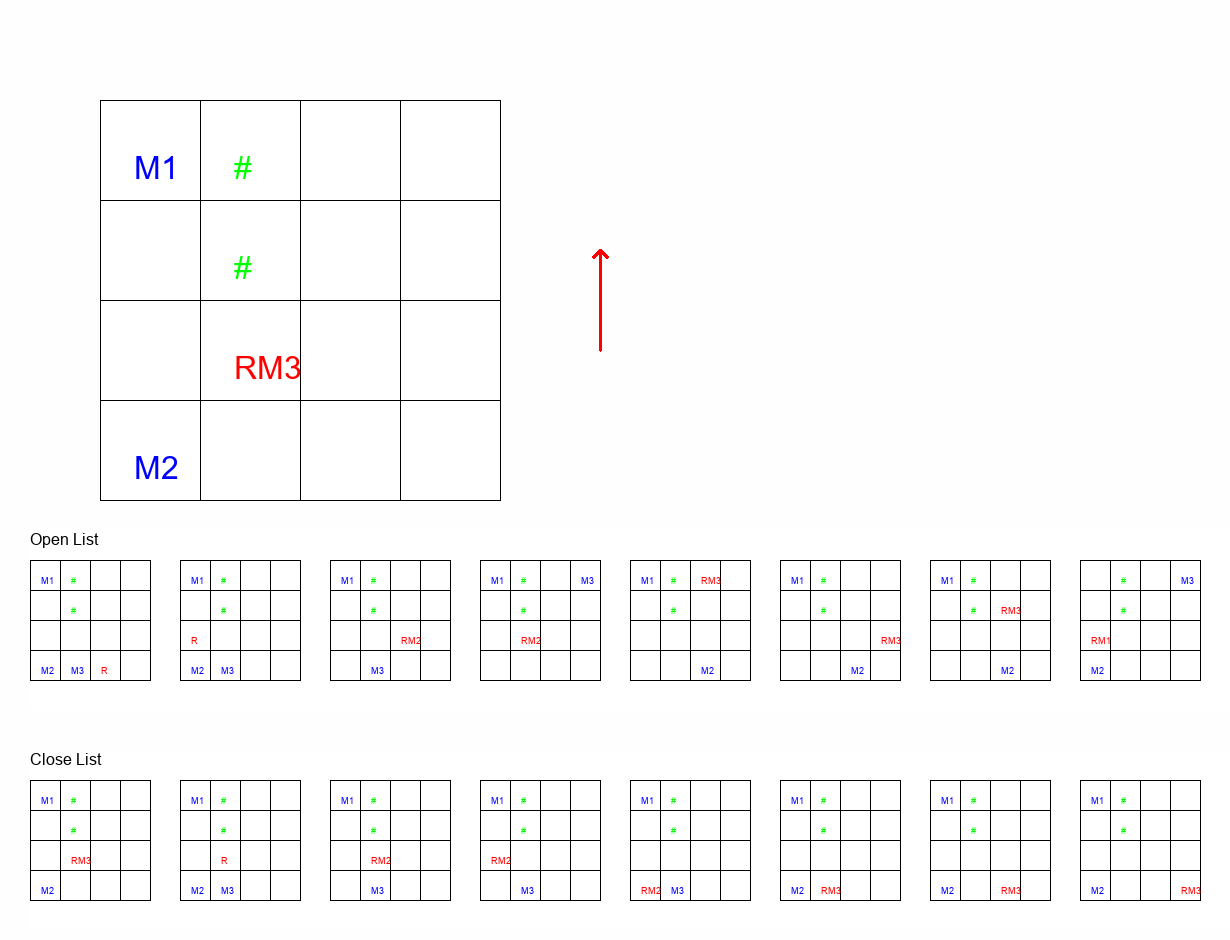 M1 #
#
RM3
M2
Open List
M1 # M1 # M1 # M1 # M3 M1 # RM3 M1 # M1 # # M3
# # # # # # # RM3 #
R RM2 RM2 RM3 RM1
M2 M3 R M2 M3 M3 M2 M2 M2 M2
Close List
M1 # M1 # M1 # M1 # M1 # M1 # M1 # M1 #
# # # # # # # #
RM3 R RM2 RM2
M2 M2 M3 M3 M3 RM2 M3 M2 RM3 M2 RM3 M2 RM3